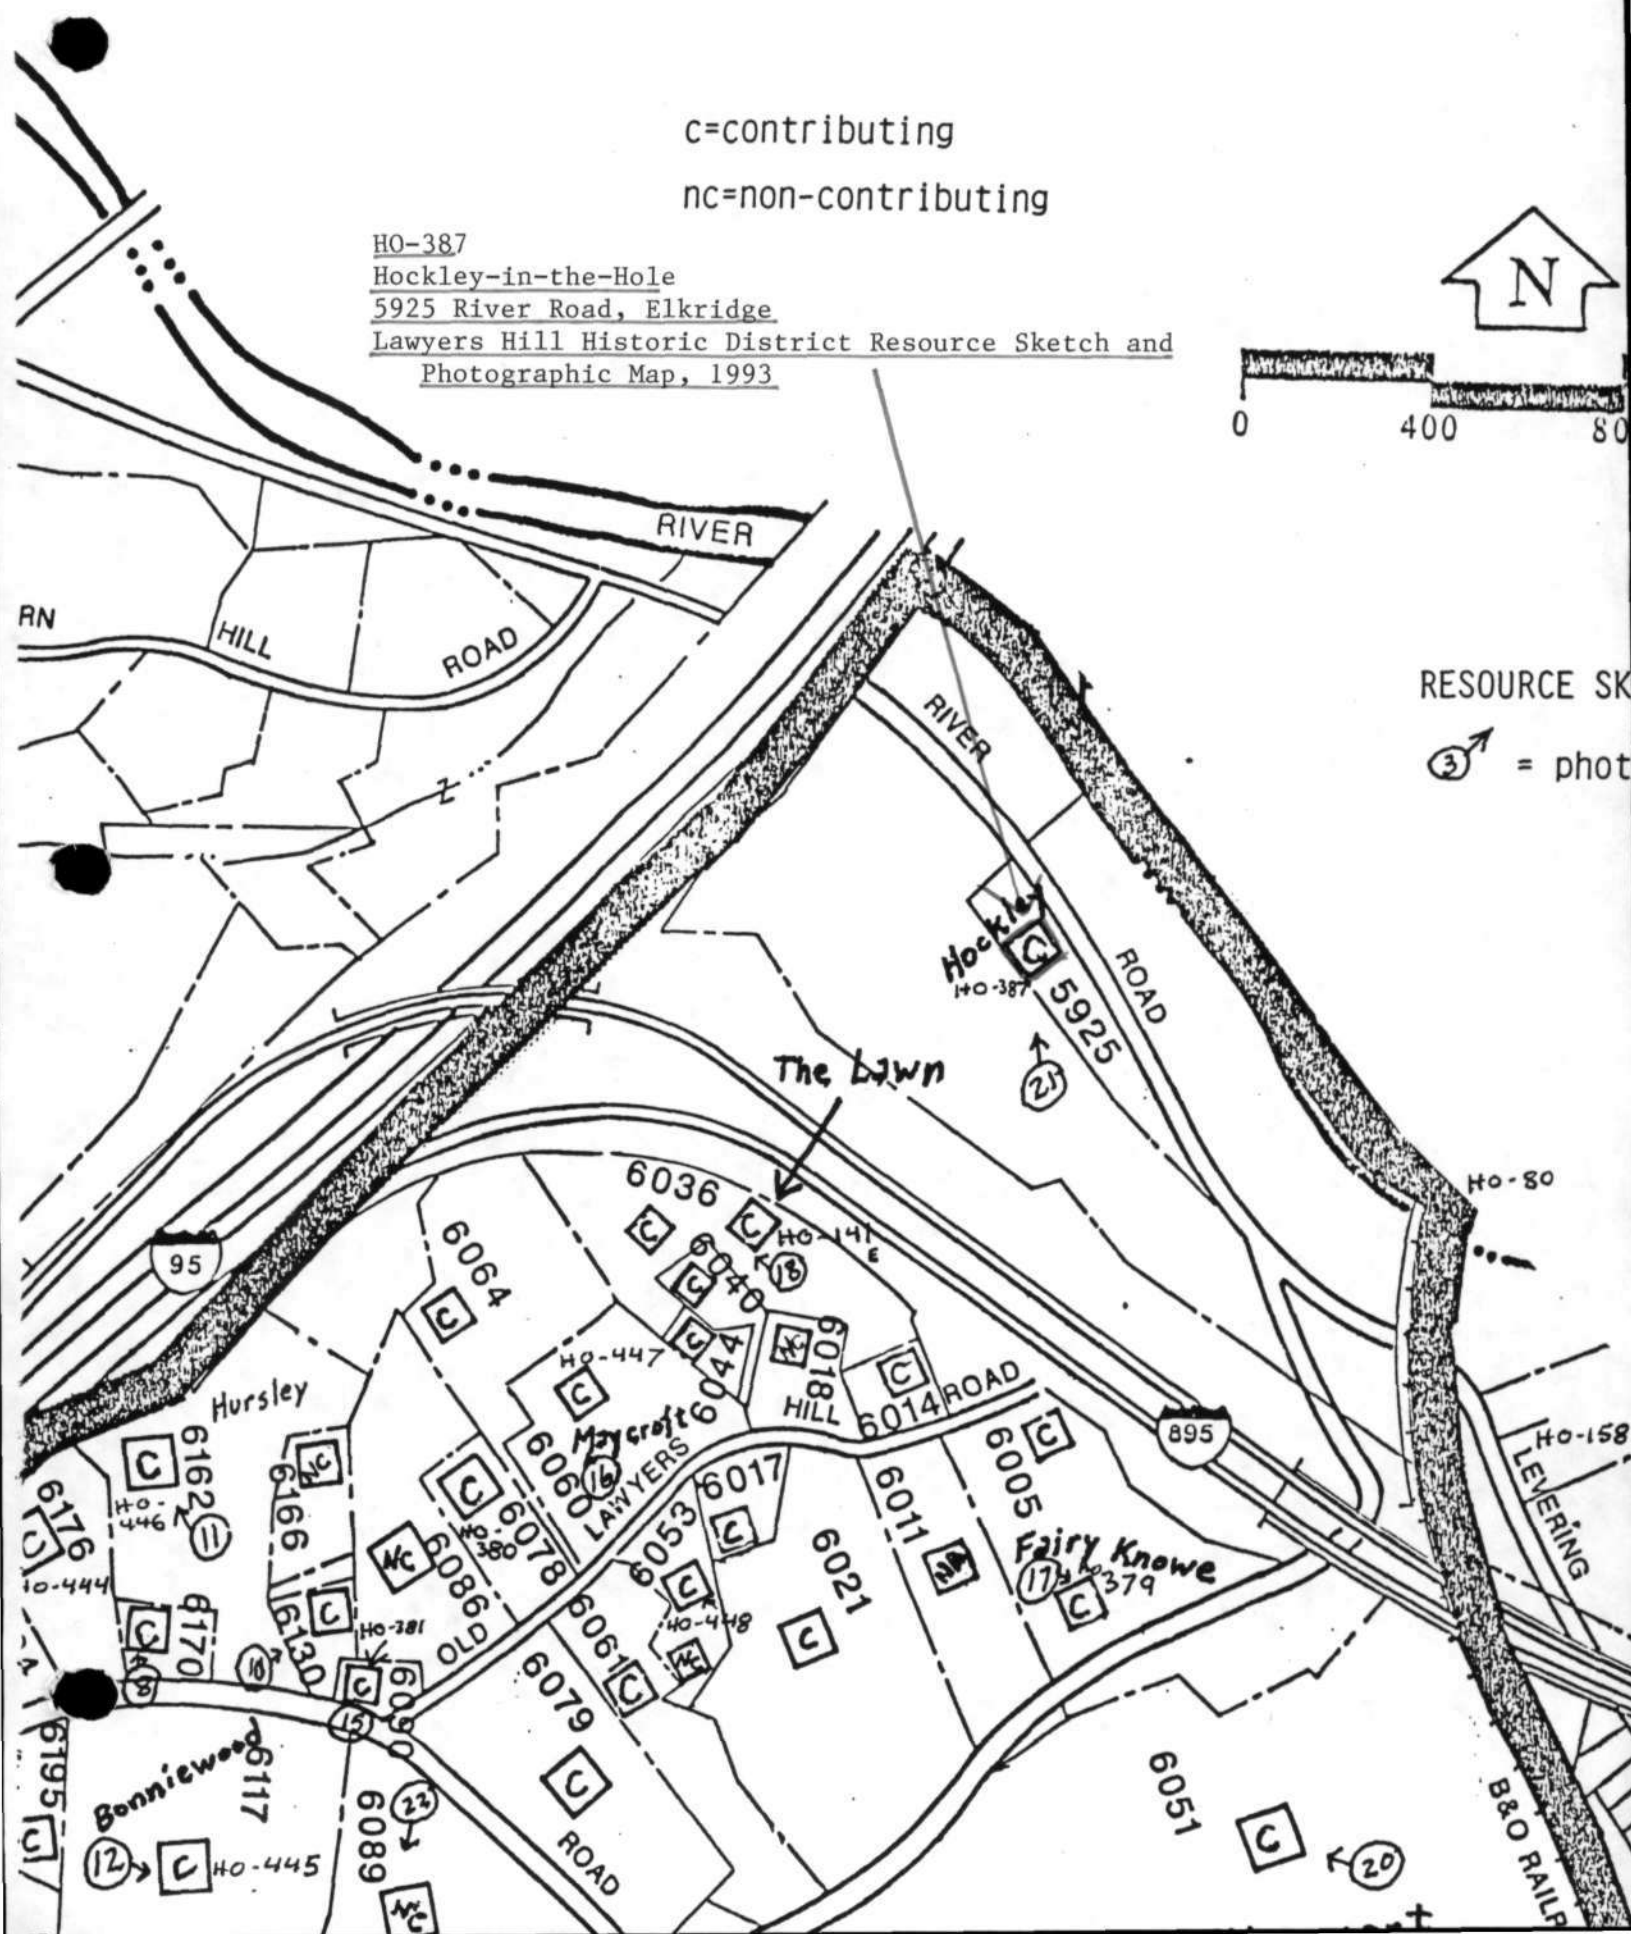 c=contributing
nc=non-contributing
HO-387
Hockley-in-the-Hole
5925 River Road, Elkridge
Lawyers Hill Historic District Resource Sketch and
Photographic Map, 1993
N
0 400 80
RIVER
RN HILL ROAD
RESOURCE SK
3 = phot
RIVER
Hockley
C
HO-387
5925
ROAD
21
The Lawn
HO-80
95
6036
C
C
HO-141
E
18
6064
C
6040
C
C
6044
NC
6018
HO-447
C
C
6014
ROAD
HILL
LAWYERS
Maycroft
16
6060
Hursley
C
6162
HO-
446
11
NC
6166
6176
C
HO-444
C
HO-
380
6078
NC
6086
OLD
6053
6017
C
C
HO-448
NC
6061
C
6021
C
6011
NA
6005
C
Fairy Knowe
17
HO
379
C
895
HO-158
LEVERING
C
6170
8
10
C
6130
HO-381
C
6090
15
6079
C
ROAD
6195
C
Bonniewood
6117
12
C
HO-445
6089
22
NC
6051
C
20
B&O RAILR